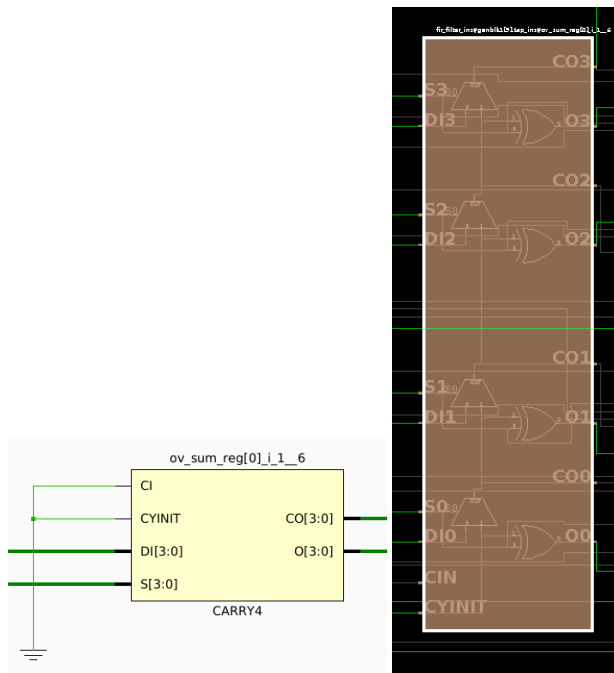 ov_sum_reg[0]_i_1__6
CI
CYINIT
DI[3:0]
S[3:0]
CO[3:0]
O[3:0]
CARRY4
CO3
S3
DI3
O3
CO2
S2
DI2
O2
CO1
S1
DI1
O1
CO0
S0
DI0
O0
CIN
CYINIT